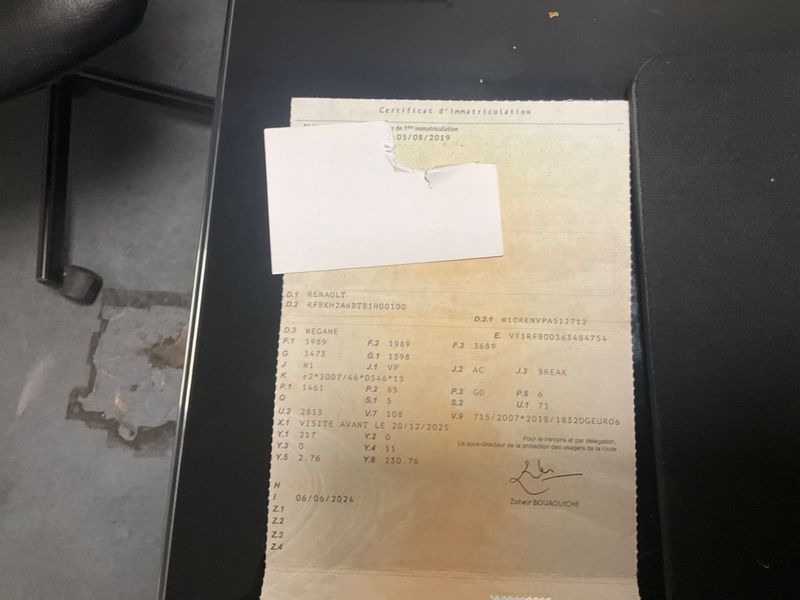 Certificat d'immatriculation
de 1ère immatriculation
05/08/2019
D.1 RENAULT
D.2 RFBKH2A6BTB1H00100
D.2.1 M10RENVPA512712
D.3 MEGANE
E. VF1RFB00363484754
F.1 1989 F.2 1989 F.3 3689
G 1473 G.1 1398
J M1 J.1 VP J.2 AC J.3 BREAK
K e2*2007/46*0546*15
P.1 1461 P.2 85 P.3 GO P.6 6
Q S.1 5 S.2 U.1 71
U.2 2813 V.7 108 V.9 715/2007*2018/1832DGEURO6
X.1 VISITE AVANT LE 20/12/2025
Y.1 217 Y.2 0
Y.3 0 Y.4 11
Y.5 2.76 Y.6 230.76
Pour le ministre et par délégation,
Le sous-directeur de la protection des usagers de la route
Zoheir BOUAOUICHE
H
I 06/06/2024
Z.1
Z.2
Z.3
Z.4